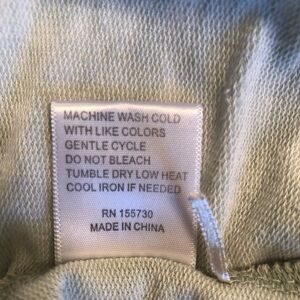 MACHINE WASH COLD
WITH LIKE COLORS
GENTLE CYCLE
DO NOT BLEACH
TUMBLE DRY LOW HEAT
COOL IRON IF NEEDED
RN 155730
MADE IN CHINA